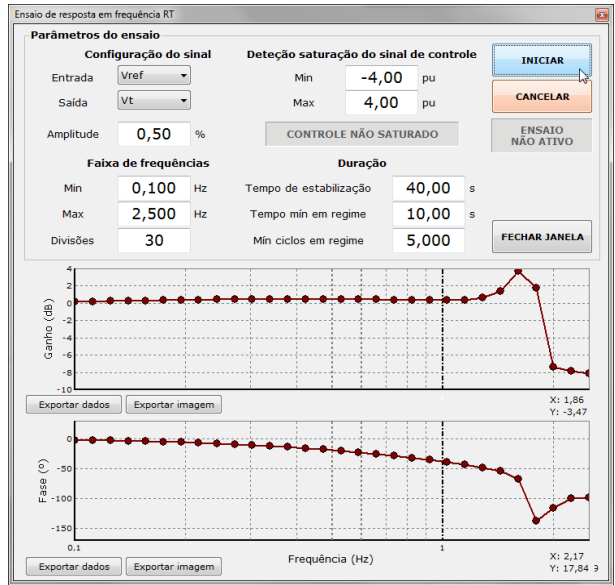 Ensaio de resposta em frequência RT
Parâmetros do ensaio
Configuração do sinal
Entrada Vref
Saída Vt
Amplitude 0,50 %
Deteção saturação do sinal de controle
Min -4,00 pu
Max 4,00 pu
CONTROLE NÃO SATURADO
INICIAR
CANCELAR
ENSAIO
NÃO ATIVO
Faixa de frequências
Min 0,100 Hz
Max 2,500 Hz
Divisões 30
Duração
Tempo de estabilização 40,00 s
Tempo mín em regime 10,00 s
Mín ciclos em regime 5,000
FECHAR JANELA
Ganho (dB)
4
2
0
-2
-4
-6
-8
-10
Exportar dados Exportar imagem
X: 1,86
Y: -3,47
Fase (º)
0
-50
-100
-150
0,1 1
Frequência (Hz)
Exportar dados Exportar imagem
X: 2,17
Y: 17,84 9